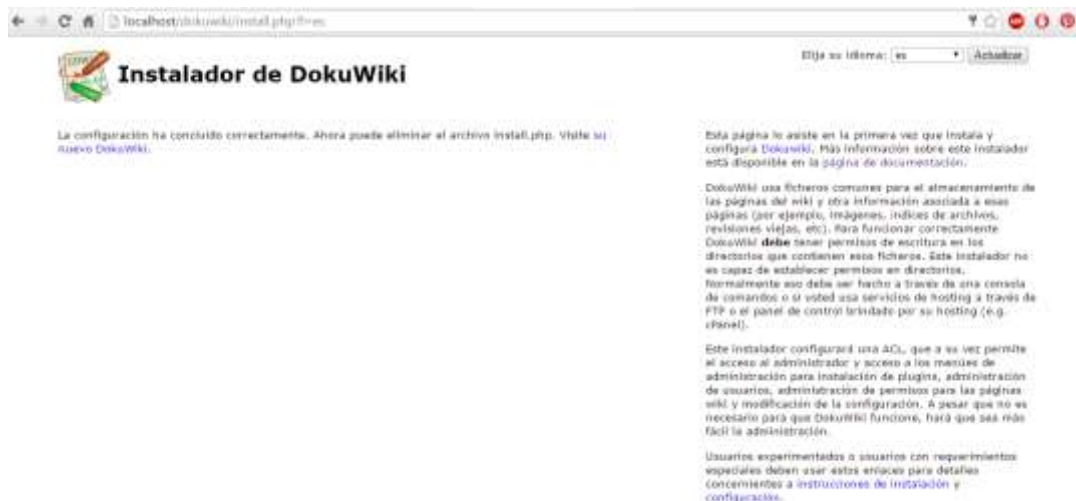 localhost/dokuwiki/install.php?l=es
Elija su idioma: es Actualizar
Instalador de DokuWiki
La configuración ha concluido correctamente. Ahora puede eliminar el archivo install.php. Visite su
nuevo DokuWiki.
Esta página lo asiste en la primera vez que instala y
configura Dokuwiki. Más información sobre este instalador
está disponible en la página de documentación.
DokuWiki usa ficheros comunes para el almacenamiento de
las páginas del wiki y otra información asociada a esas
páginas (por ejemplo, imágenes, índices de archivos,
revisiones viejas, etc). Para funcionar correctamente
DokuWiki debe tener permisos de escritura en los
directorios que contienen esos ficheros. Este instalador no
es capaz de establecer permisos en directorios.
Normalmente eso debe ser hecho a través de una consola
de comandos o si usted usa servicios de hosting a través de
FTP o el panel de control brindado por su hosting (e.g.
cPanel).
Este instalador configurará una ACL, que a su vez permite
el acceso al administrador y acceso a los menúes de
administración para instalación de plugins, administración
de usuarios, administración de permisos para las páginas
wiki y modificación de la configuración. A pesar que no es
necesario para que DokuWiki funcione, hará que sea más
fácil la administración.
Usuarios experimentados o usuarios con requerimientos
especiales deben usar estos enlaces para detalles
concernientes a instrucciones de instalación y
configuración.